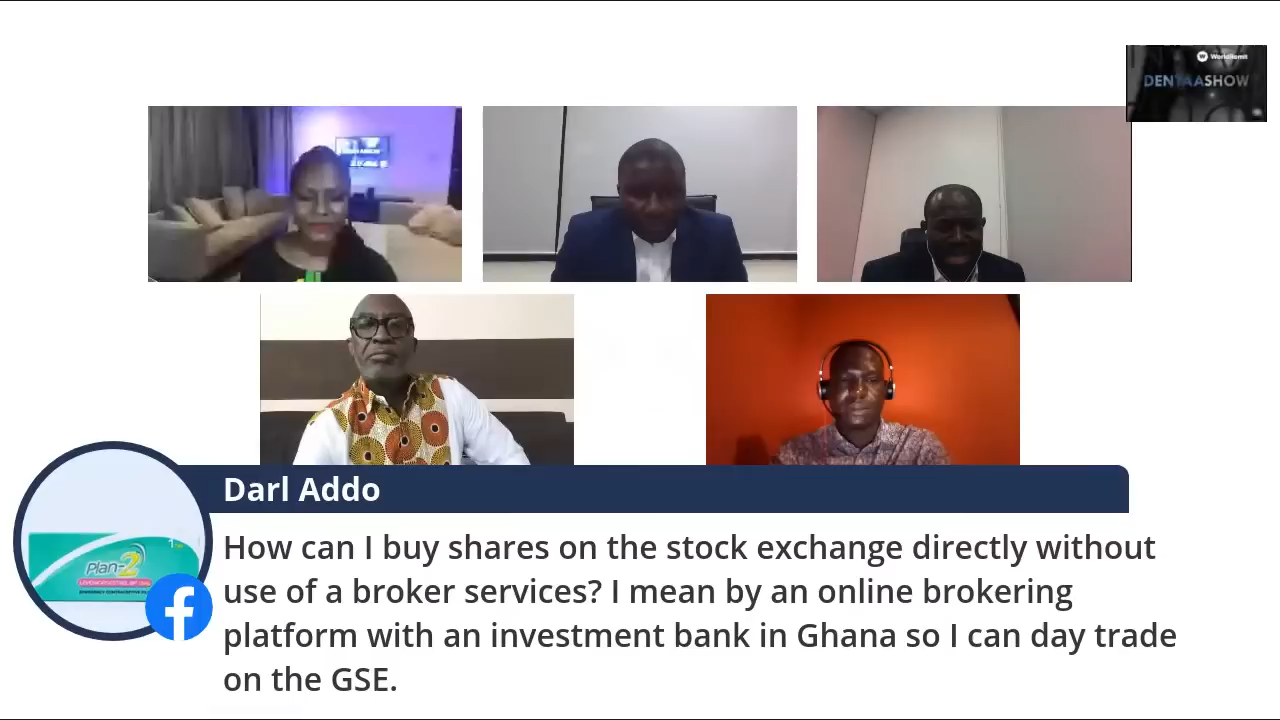 WorldRemit
DENTAASHOW
Darl Addo
How can I buy shares on the stock exchange directly without
use of a broker services? I mean by an online brokering
platform with an investment bank in Ghana so I can day trade
on the GSE.
Plan-2